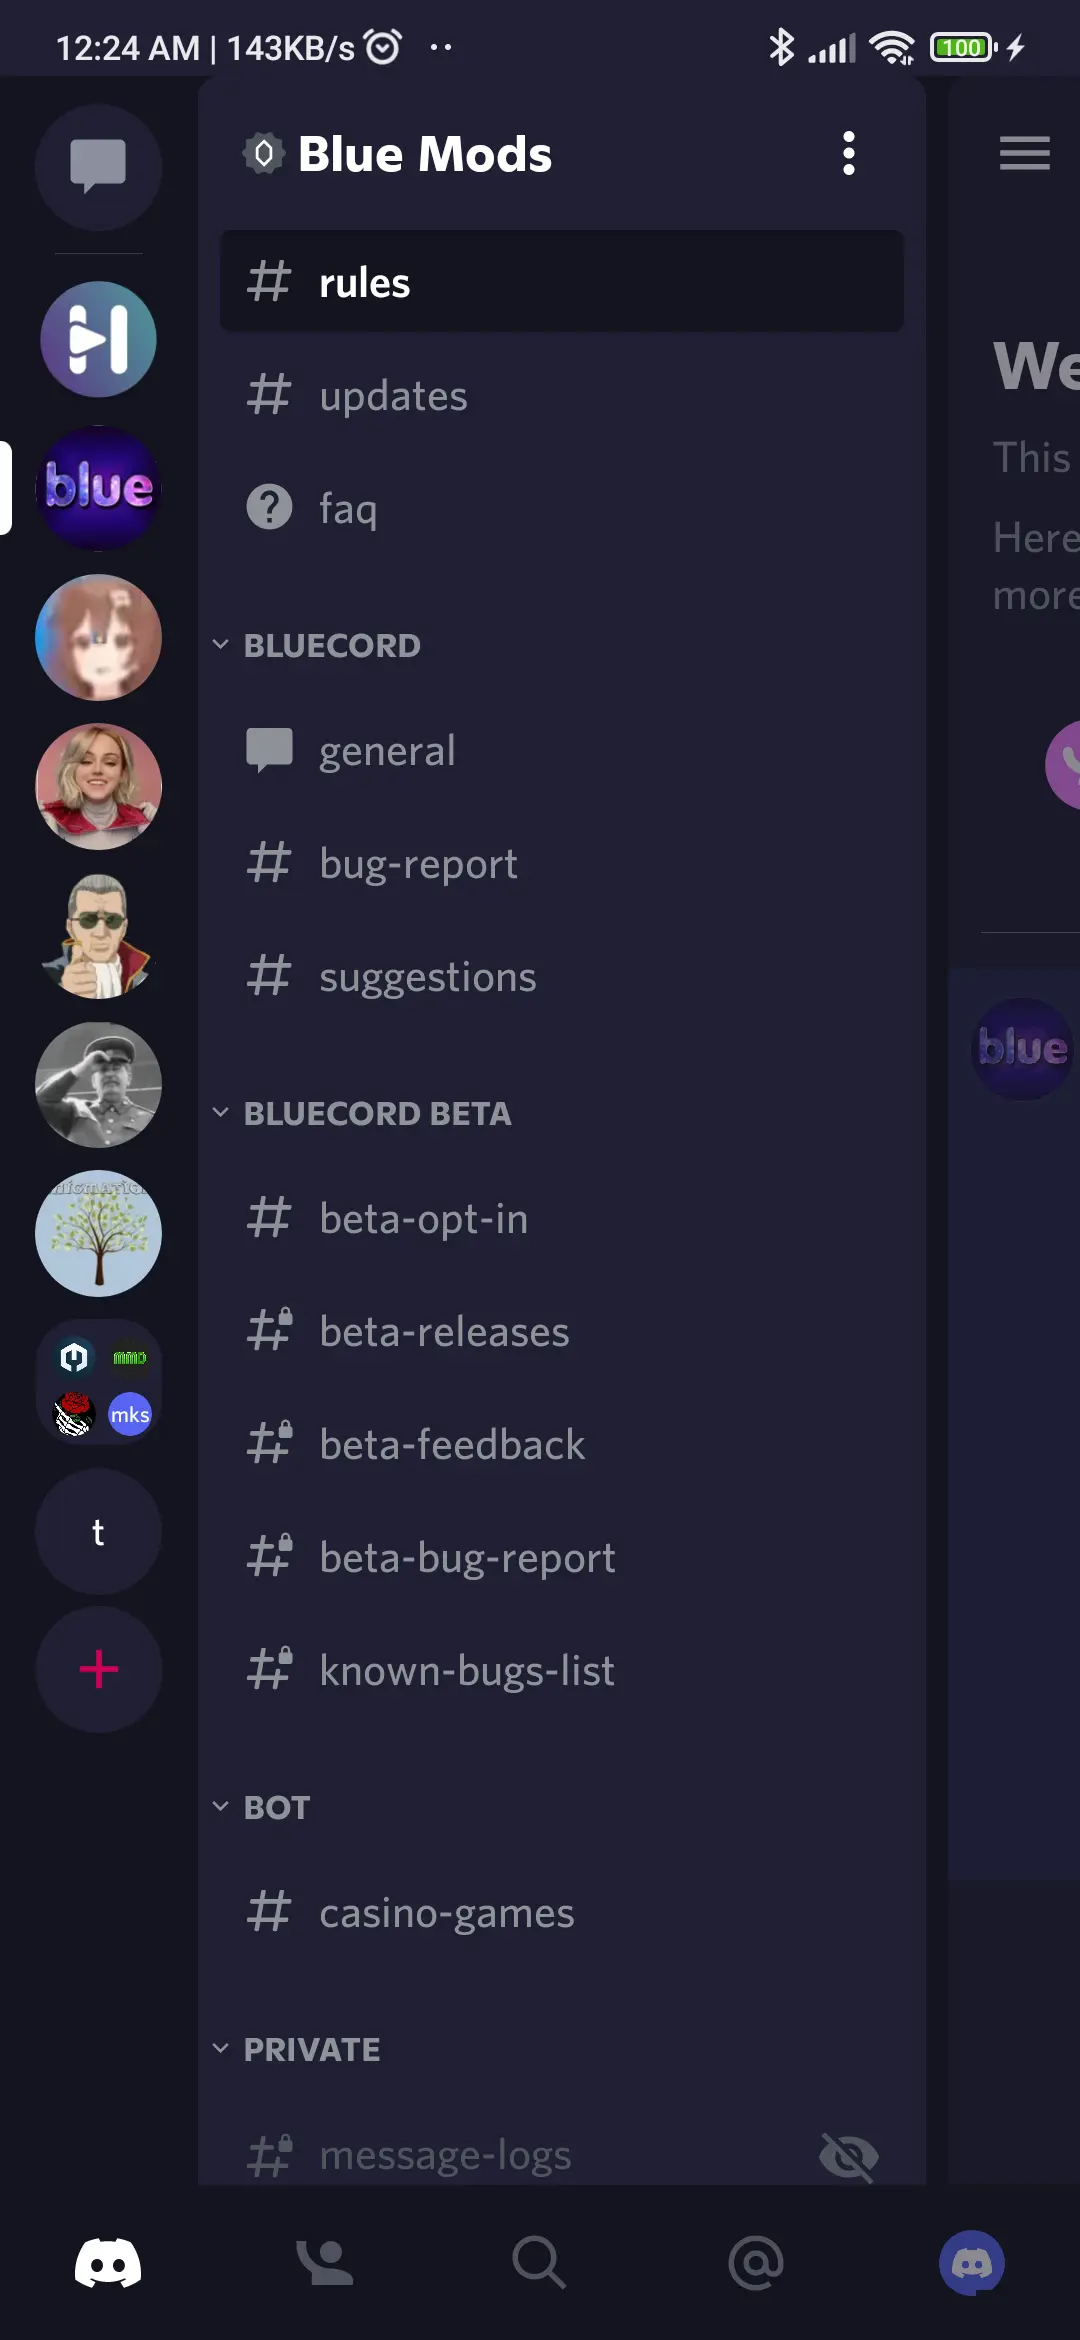 12:24 AM | 143KB/s
100
Blue Mods
rules
updates
faq
BLUECORD
general
bug-report
suggestions
BLUECORD BETA
beta-opt-in
beta-releases
beta-feedback
beta-bug-report
known-bugs-list
BOT
casino-games
PRIVATE
message-logs
blue
mmd
mks
t
We
This
Here
more
blue